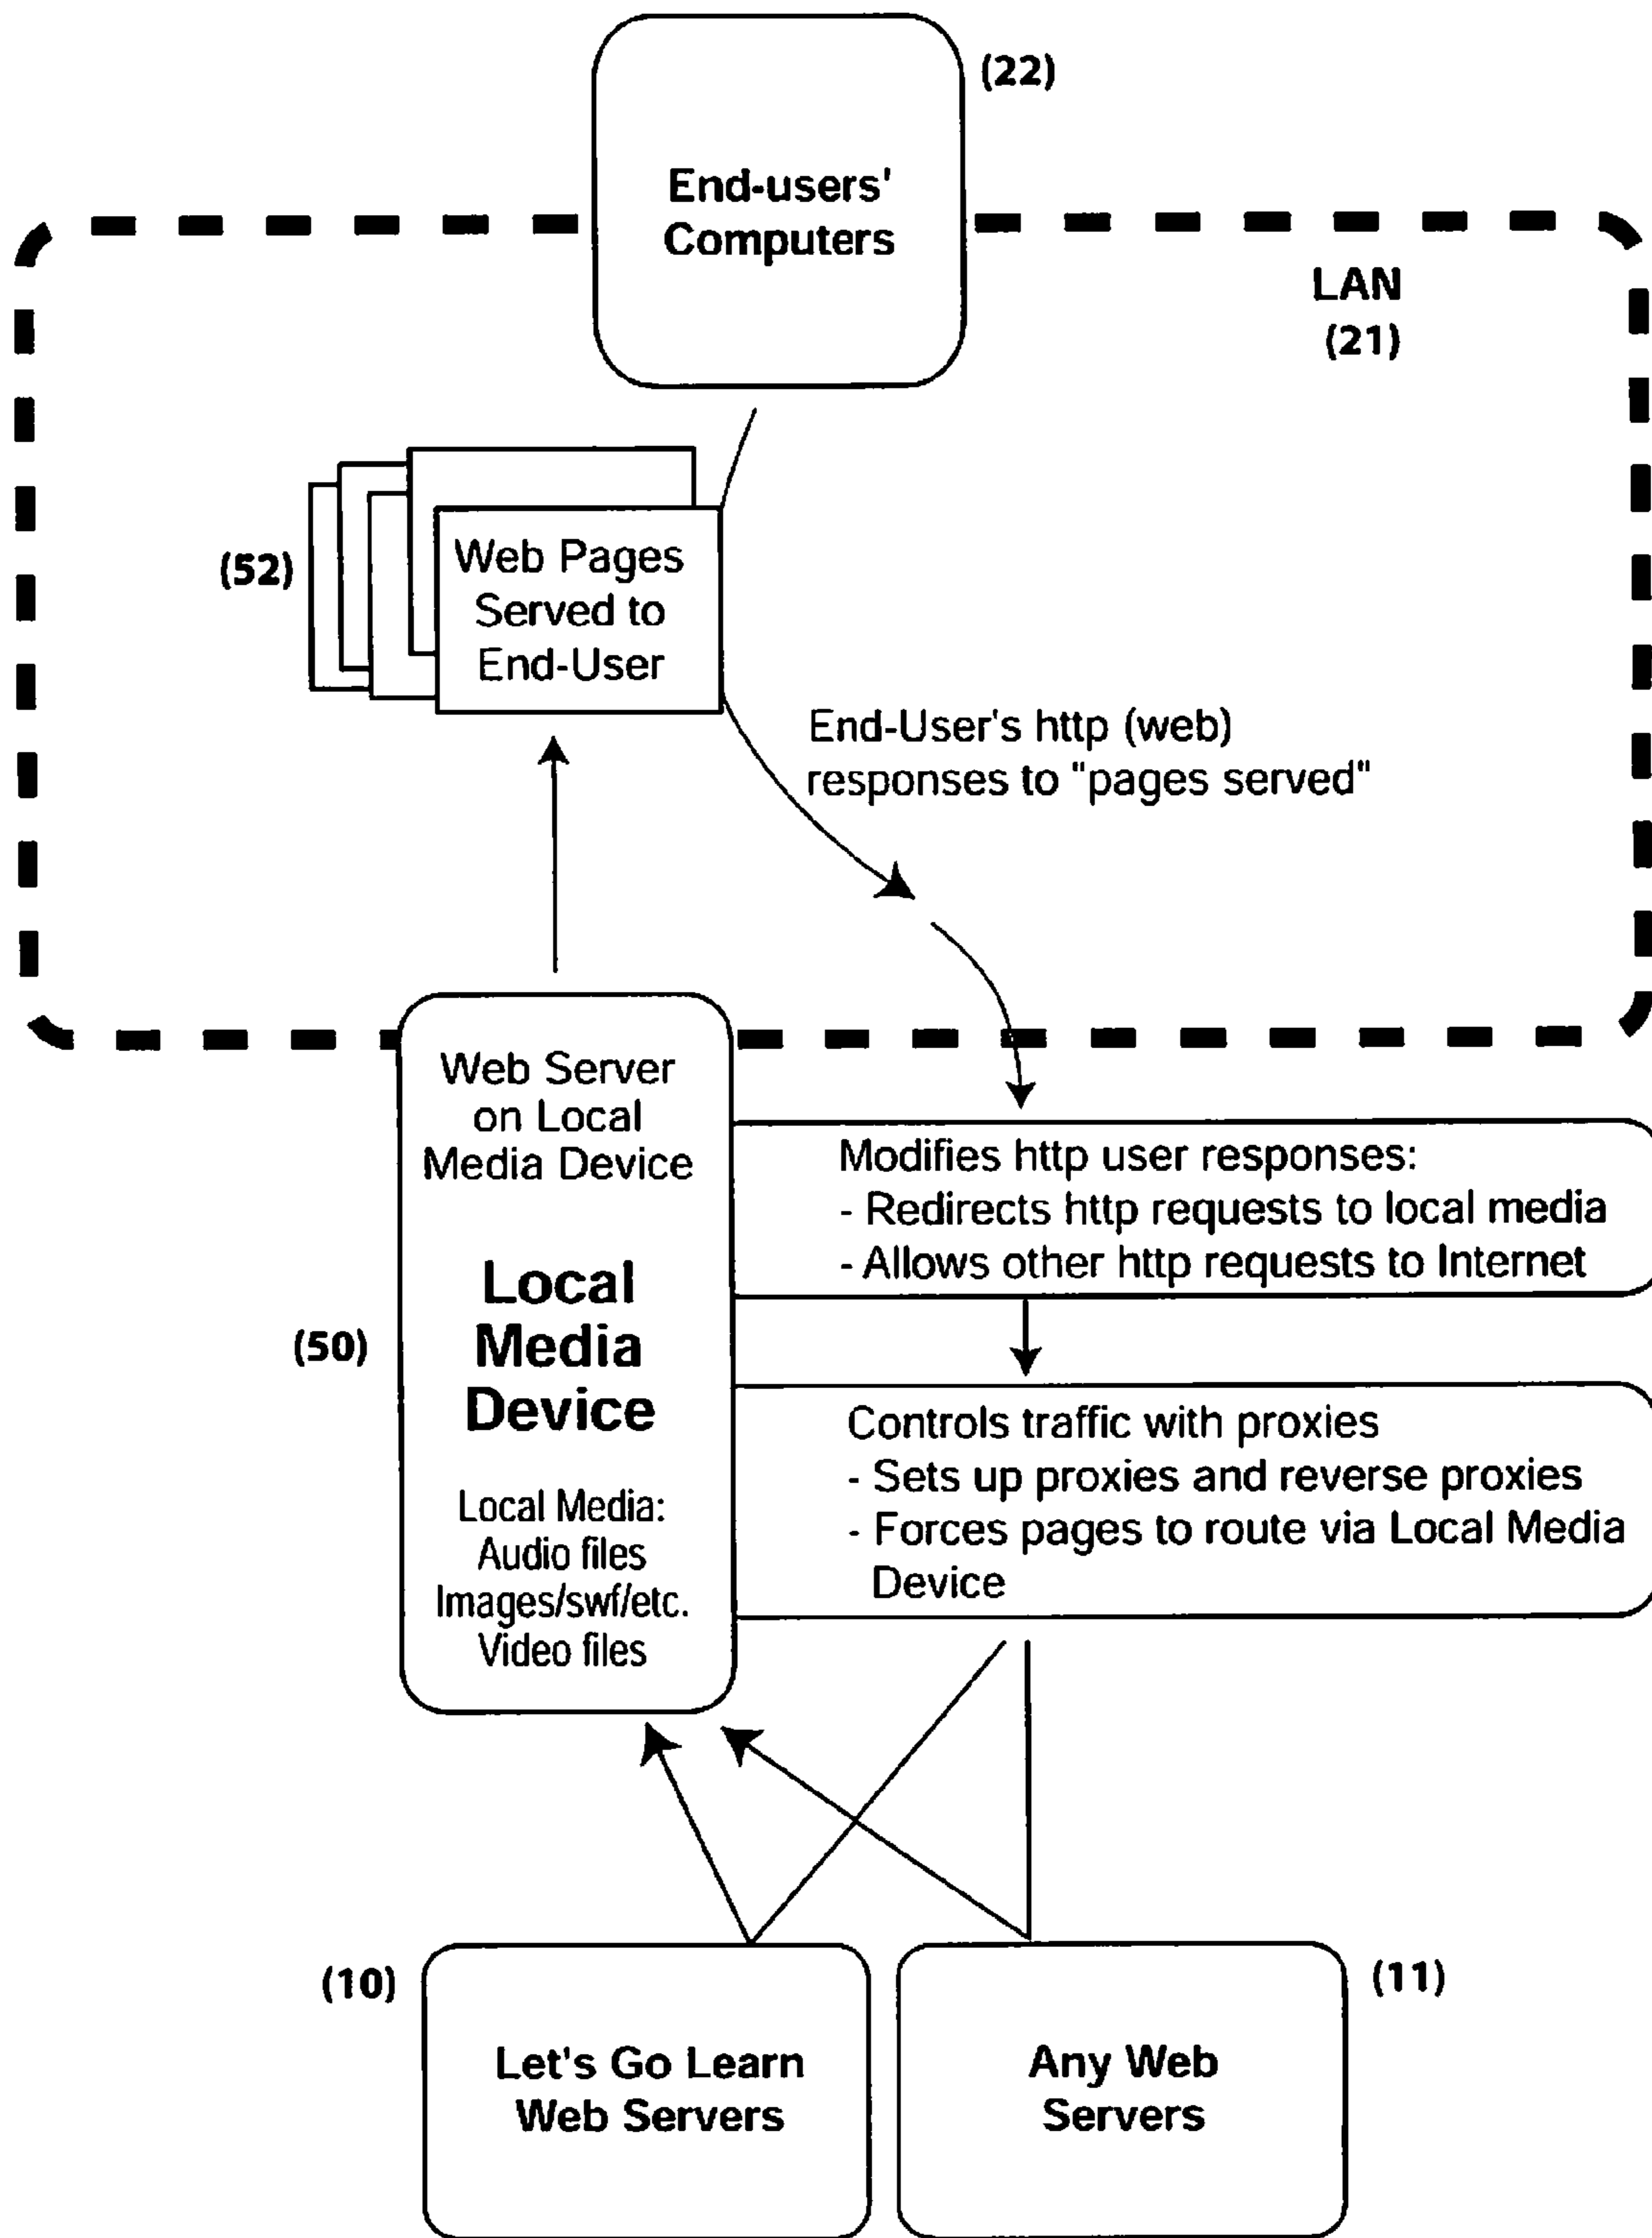 (22)
End-users'
Computers
LAN
(21)
(52)
Web Pages
Served to
End-User
End-User's http (web)
responses to "pages served"
Web Server
on Local
Media Device
Local
Media
Device
(50)
Local Media:
Audio files
Images/swf/etc.
Video files
Modifies http user responses:
- Redirects http requests to local media
- Allows other http requests to Internet
Controls traffic with proxies
- Sets up proxies and reverse proxies
- Forces pages to route via Local Media
Device
(10)
Let's Go Learn
Web Servers
(11)
Any Web
Servers